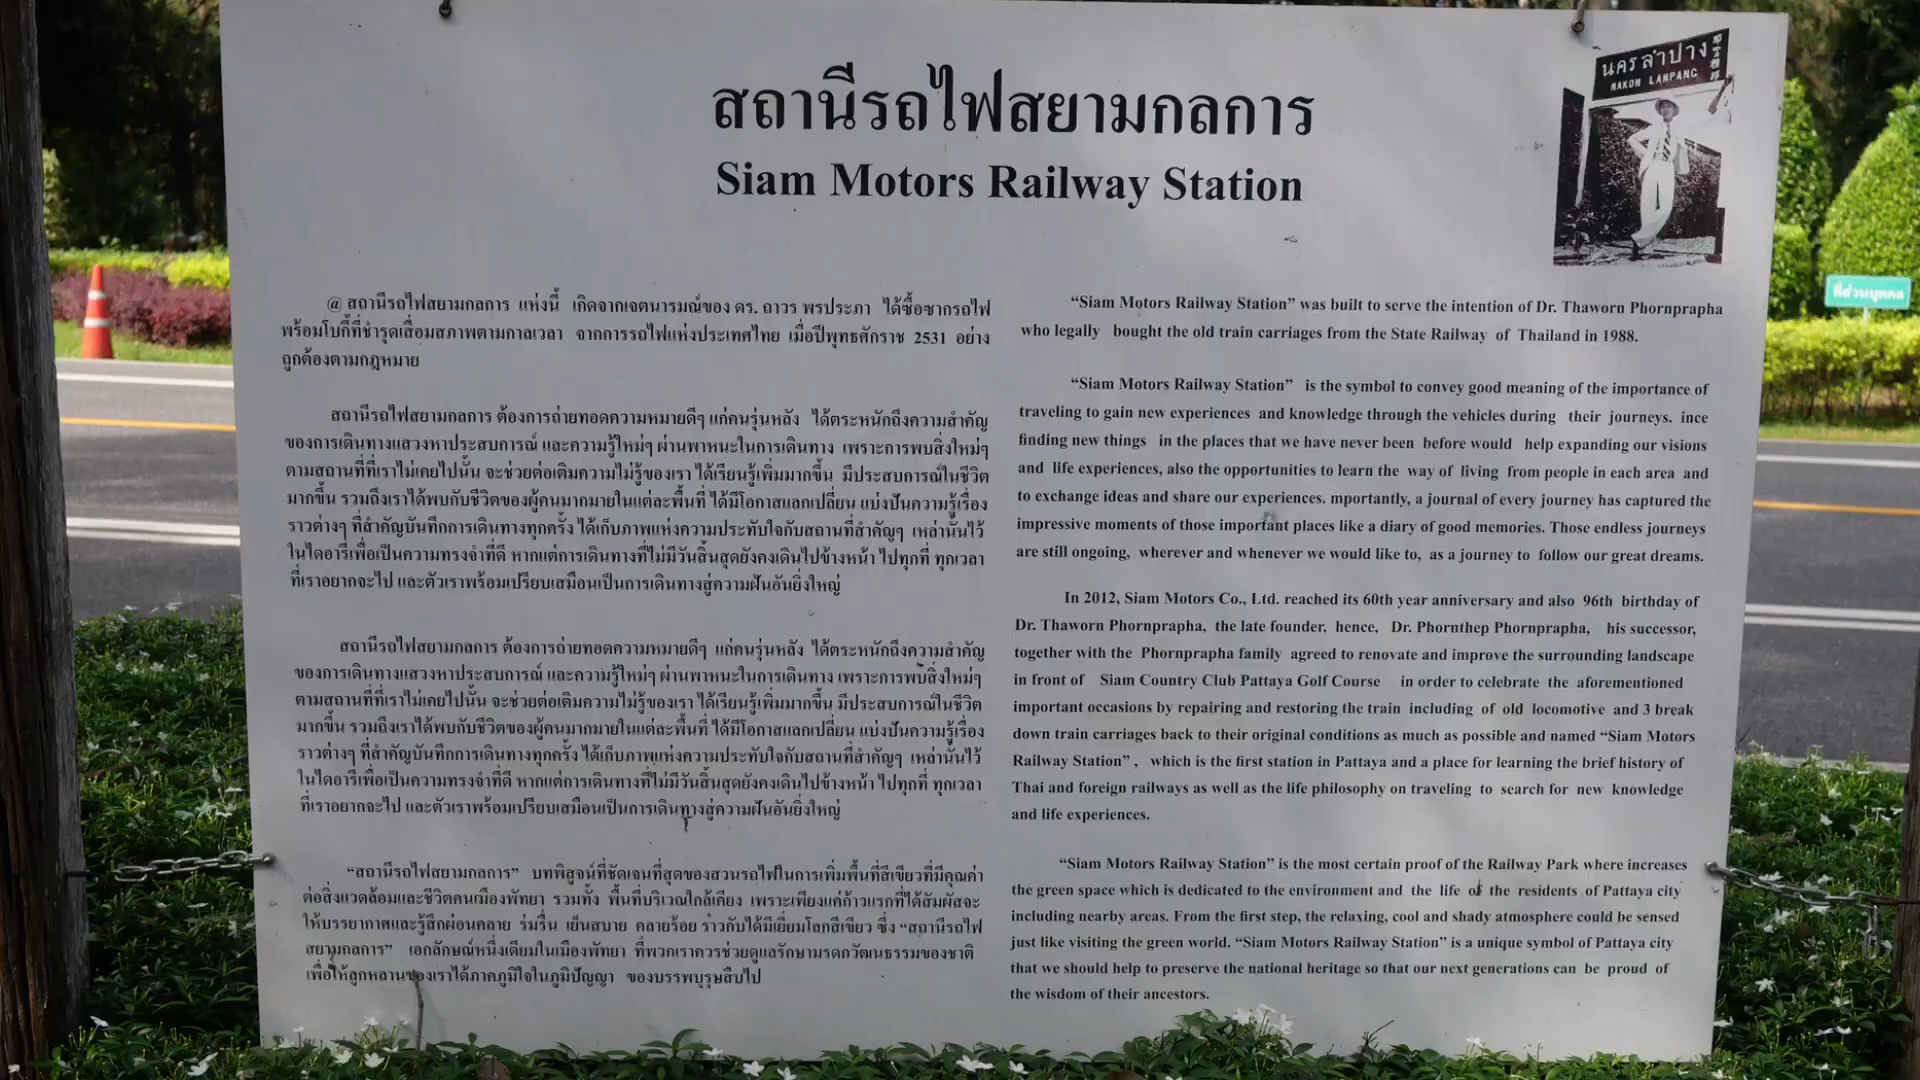 สถานีรถไฟสยามกลการ
Siam Motors Railway Station
นครลำปาง
NAKON LAMPANG
@ สถานีรถไฟสยามกลการ แห่งนี้ เกิดจากเจตนารมณ์ของ ดร. ถาวร พรประภา ได้ซื้อซากรถไฟ
พร้อมโบกี้ที่ชำรุดเสื่อมสภาพตามกาลเวลา จากการรถไฟแห่งประเทศไทย เมื่อปีพุทธศักราช 2531 อย่าง
ถูกต้องตามกฎหมาย
สถานีรถไฟสยามกลการ ต้องการถ่ายทอดความหมายดีๆ แก่คนรุ่นหลัง ได้ตระหนักถึงความสำคัญ
ของการเดินทางแสวงหาประสบการณ์ และความรู้ใหม่ๆ ผ่านพาหนะในการเดินทาง เพราะการพบสิ่งใหม่ๆ
ตามสถานที่ที่เราไม่เคยไปนั้น จะช่วยต่อเติมความไม่รู้ของเรา ได้เรียนรู้เพิ่มมากขึ้น มีประสบการณ์ในชีวิต
มากขึ้น รวมถึงเราได้พบกับชีวิตของผู้คนมากมายในแต่ละพื้นที่ ได้มีโอกาสแลกเปลี่ยน แบ่งปันความรู้เรื่อง
ราวต่างๆ ที่สำคัญบันทึกการเดินทางทุกครั้ง ได้เก็บภาพแห่งความประทับใจกับสถานที่สำคัญๆ เหล่านั้นไว้
ในไดอารีเพื่อเป็นความทรงจำที่ดี หากแต่การเดินทางที่ไม่มีวันสิ้นสุดยังคงเดินไปข้างหน้า ไปทุกที่ ทุกเวลา
ที่เราอยากจะไป และตัวเราพร้อมเปรียบเสมือนเป็นการเดินทางสู่ความฝันอันยิ่งใหญ่
สถานีรถไฟสยามกลการ ต้องการถ่ายทอดความหมายดีๆ แก่คนรุ่นหลัง ได้ตระหนักถึงความสำคัญ
ของการเดินทางแสวงหาประสบการณ์ และความรู้ใหม่ๆ ผ่านพาหนะในการเดินทาง เพราะการพบสิ่งใหม่ๆ
ตามสถานที่ที่เราไม่เคยไปนั้น จะช่วยต่อเติมความไม่รู้ของเรา ได้เรียนรู้เพิ่มมากขึ้น มีประสบการณ์ในชีวิต
มากขึ้น รวมถึงเราได้พบกับชีวิตของผู้คนมากมายในแต่ละพื้นที่ ได้มีโอกาสแลกเปลี่ยน แบ่งปันความรู้เรื่อง
ราวต่างๆ ที่สำคัญบันทึกการเดินทางทุกครั้ง ได้เก็บภาพแห่งความประทับใจกับสถานที่สำคัญๆ เหล่านั้นไว้
ในไดอารีเพื่อเป็นความทรงจำที่ดี หากแต่การเดินทางที่ไม่มีวันสิ้นสุดยังคงเดินไปข้างหน้า ไปทุกที่ ทุกเวลา
ที่เราอยากจะไป และตัวเราพร้อมเปรียบเสมือนเป็นการเดินทางสู่ความฝันอันยิ่งใหญ่
“สถานีรถไฟสยามกลการ” บทพิสูจน์ที่ชัดเจนที่สุดของสวนรถไฟในการเพิ่มพื้นที่สีเขียวที่มีคุณค่า
ต่อสิ่งแวดล้อมและชีวิตคนเมืองพัทยา รวมทั้ง พื้นที่บริเวณใกล้เคียง เพราะเพียงแค่ก้าวแรกที่ได้สัมผัสจะ
ให้บรรยากาศและรู้สึกผ่อนคลาย ร่มรื่น เย็นสบาย คลายร้อย ราวกับได้มีเยี่ยมโลกสีเขียว ซึ่ง “สถานีรถไฟ
สยามกลการ” เอกลักษณ์หนึ่งเดียมในเมืองพัทยา ที่พวกเราควรช่วยดูแลรักษามรดกวัฒนธรรมของชาติ
เพื่อให้ลูกหลานของเราได้ภาคภูมิใจในภูมิปัญญา ของบรรพบุรุษสืบไป
“Siam Motors Railway Station” was built to serve the intention of Dr. Thaworn Phornprapha
who legally bought the old train carriages from the State Railway of Thailand in 1988.
“Siam Motors Railway Station” is the symbol to convey good meaning of the importance of
traveling to gain new experiences and knowledge through the vehicles during their journeys. ince
finding new things in the places that we have never been before would help expanding our visions
and life experiences, also the opportunities to learn the way of living from people in each area and
to exchange ideas and share our experiences. mportantly, a journal of every journey has captured the
impressive moments of those important places like a diary of good memories. Those endless journeys
are still ongoing, wherever and whenever we would like to, as a journey to follow our great dreams.
In 2012, Siam Motors Co., Ltd. reached its 60th year anniversary and also 96th birthday of
Dr. Thaworn Phornprapha, the late founder, hence, Dr. Phornthep Phornprapha, his successor,
together with the Phornprapha family agreed to renovate and improve the surrounding landscape
in front of Siam Country Club Pattaya Golf Course in order to celebrate the aforementioned
important occasions by repairing and restoring the train including of old locomotive and 3 break
down train carriages back to their original conditions as much as possible and named “Siam Motors
Railway Station” , which is the first station in Pattaya and a place for learning the brief history of
Thai and foreign railways as well as the life philosophy on traveling to search for new knowledge
and life experiences.
“Siam Motors Railway Station” is the most certain proof of the Railway Park where increases
the green space which is dedicated to the environment and the life of the residents of Pattaya city
including nearby areas. From the first step, the relaxing, cool and shady atmosphere could be sensed
just like visiting the green world. “Siam Motors Railway Station” is a unique symbol of Pattaya city
that we should help to preserve the national heritage so that our next generations can be proud of
the wisdom of their ancestors.
ที่ส่วนบุคคล